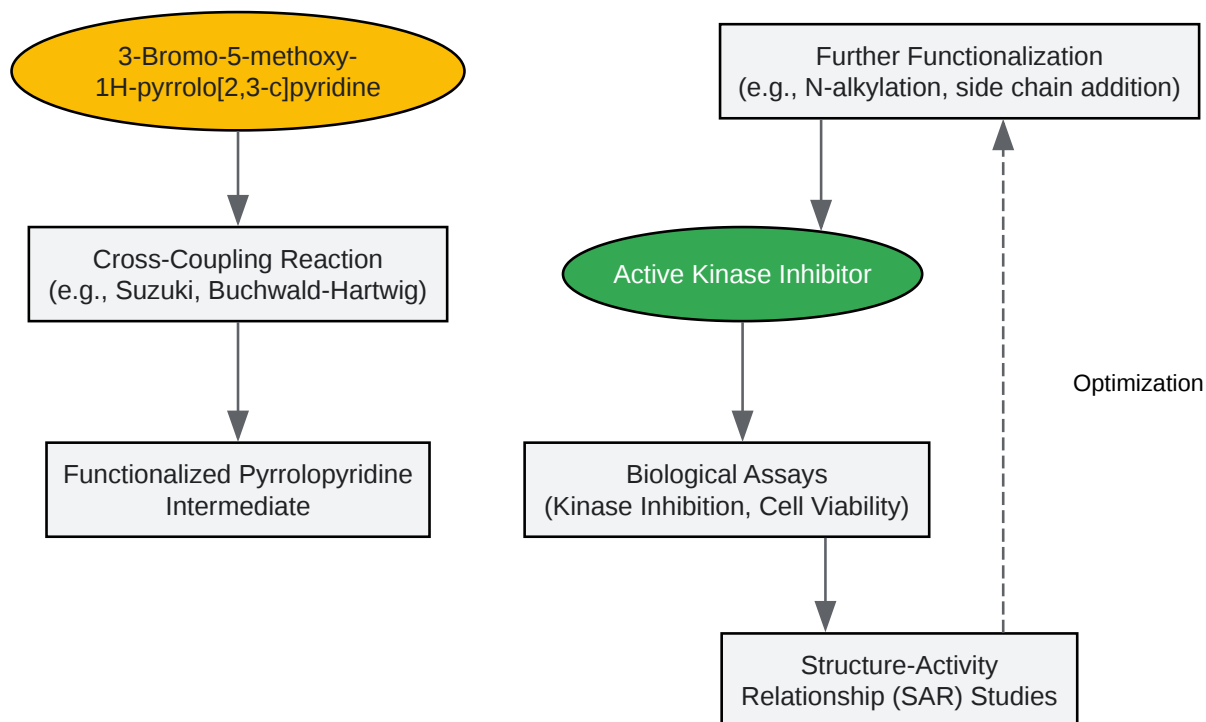 3-Bromo-5-methoxy-
1H-pyrrolo[2,3-c]pyridine
Cross-Coupling Reaction
(e.g., Suzuki, Buchwald-Hartwig)
Functionalized Pyrrolopyridine
Intermediate
Further Functionalization
(e.g., N-alkylation, side chain addition)
Active Kinase Inhibitor
Optimization
Biological Assays
(Kinase Inhibition, Cell Viability)
Structure-Activity
Relationship (SAR) Studies